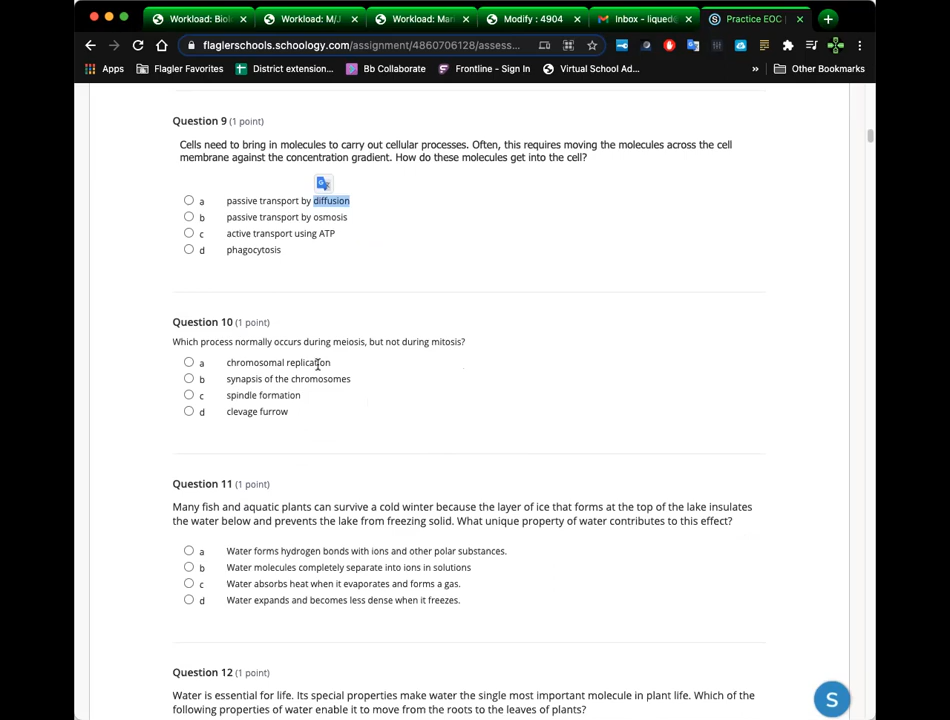 Workload: Biol
Workload: M/J
Workload: Mar
Modify : 4904
Inbox - liqued@
Practice EOC |
flaglerschools.schoology.com/assignment/4860706128/assess...
Apps
Flagler Favorites
District extension...
Bb Collaborate
Frontline - Sign In
Virtual School Ad...
»
Other Bookmarks
Question 9 (1 point)
Cells need to bring in molecules to carry out cellular processes. Often, this requires moving the molecules across the cell
membrane against the concentration gradient. How do these molecules get into the cell?
a passive transport by diffusion
b passive transport by osmosis
c active transport using ATP
d phagocytosis
Question 10 (1 point)
Which process normally occurs during meiosis, but not during mitosis?
a chromosomal replication
b synapsis of the chromosomes
c spindle formation
d clevage furrow
Question 11 (1 point)
Many fish and aquatic plants can survive a cold winter because the layer of ice that forms at the top of the lake insulates
the water below and prevents the lake from freezing solid. What unique property of water contributes to this effect?
a Water forms hydrogen bonds with ions and other polar substances.
b Water molecules completely separate into ions in solutions
c Water absorbs heat when it evaporates and forms a gas.
d Water expands and becomes less dense when it freezes.
Question 12 (1 point)
Water is essential for life. Its special properties make water the single most important molecule in plant life. Which of the
following properties of water enable it to move from the roots to the leaves of plants?
S